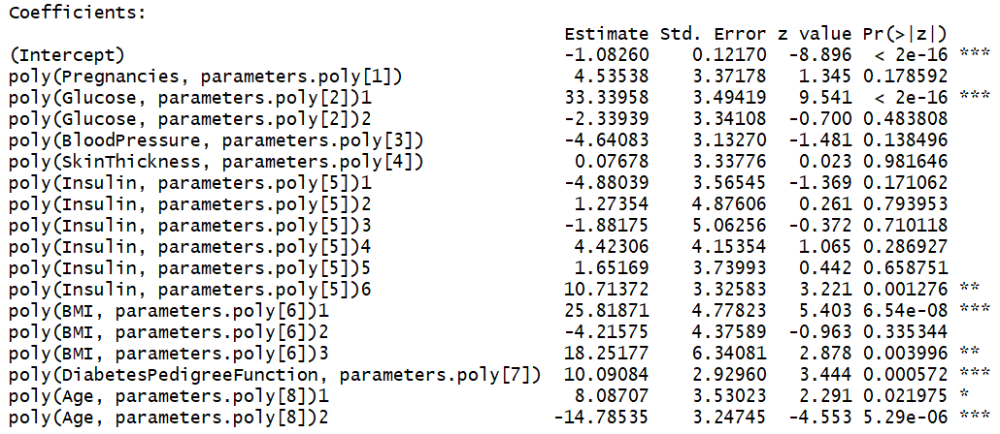 Coefficients:
Estimate Std. Error z value Pr(>|z|)
(Intercept) -1.08260 0.12170 -8.896 < 2e-16 ***
poly(Pregnancies, parameters.poly[1]) 4.53538 3.37178 1.345 0.178592
poly(Glucose, parameters.poly[2])1 33.33958 3.49419 9.541 < 2e-16 ***
poly(Glucose, parameters.poly[2])2 -2.33939 3.34108 -0.700 0.483808
poly(BloodPressure, parameters.poly[3]) -4.64083 3.13270 -1.481 0.138496
poly(SkinThickness, parameters.poly[4]) 0.07678 3.33776 0.023 0.981646
poly(Insulin, parameters.poly[5])1 -4.88039 3.56545 -1.369 0.171062
poly(Insulin, parameters.poly[5])2 1.27354 4.87606 0.261 0.793953
poly(Insulin, parameters.poly[5])3 -1.88175 5.06256 -0.372 0.710118
poly(Insulin, parameters.poly[5])4 4.42306 4.15354 1.065 0.286927
poly(Insulin, parameters.poly[5])5 1.65169 3.73993 0.442 0.658751
poly(Insulin, parameters.poly[5])6 10.71372 3.32583 3.221 0.001276 **
poly(BMI, parameters.poly[6])1 25.81871 4.77823 5.403 6.54e-08 ***
poly(BMI, parameters.poly[6])2 -4.21575 4.37589 -0.963 0.335344
poly(BMI, parameters.poly[6])3 18.25177 6.34081 2.878 0.003996 **
poly(DiabetesPedigreeFunction, parameters.poly[7]) 10.09084 2.92960 3.444 0.000572 ***
poly(Age, parameters.poly[8])1 8.08707 3.53023 2.291 0.021975 *
poly(Age, parameters.poly[8])2 -14.78535 3.24745 -4.553 5.29e-06 ***